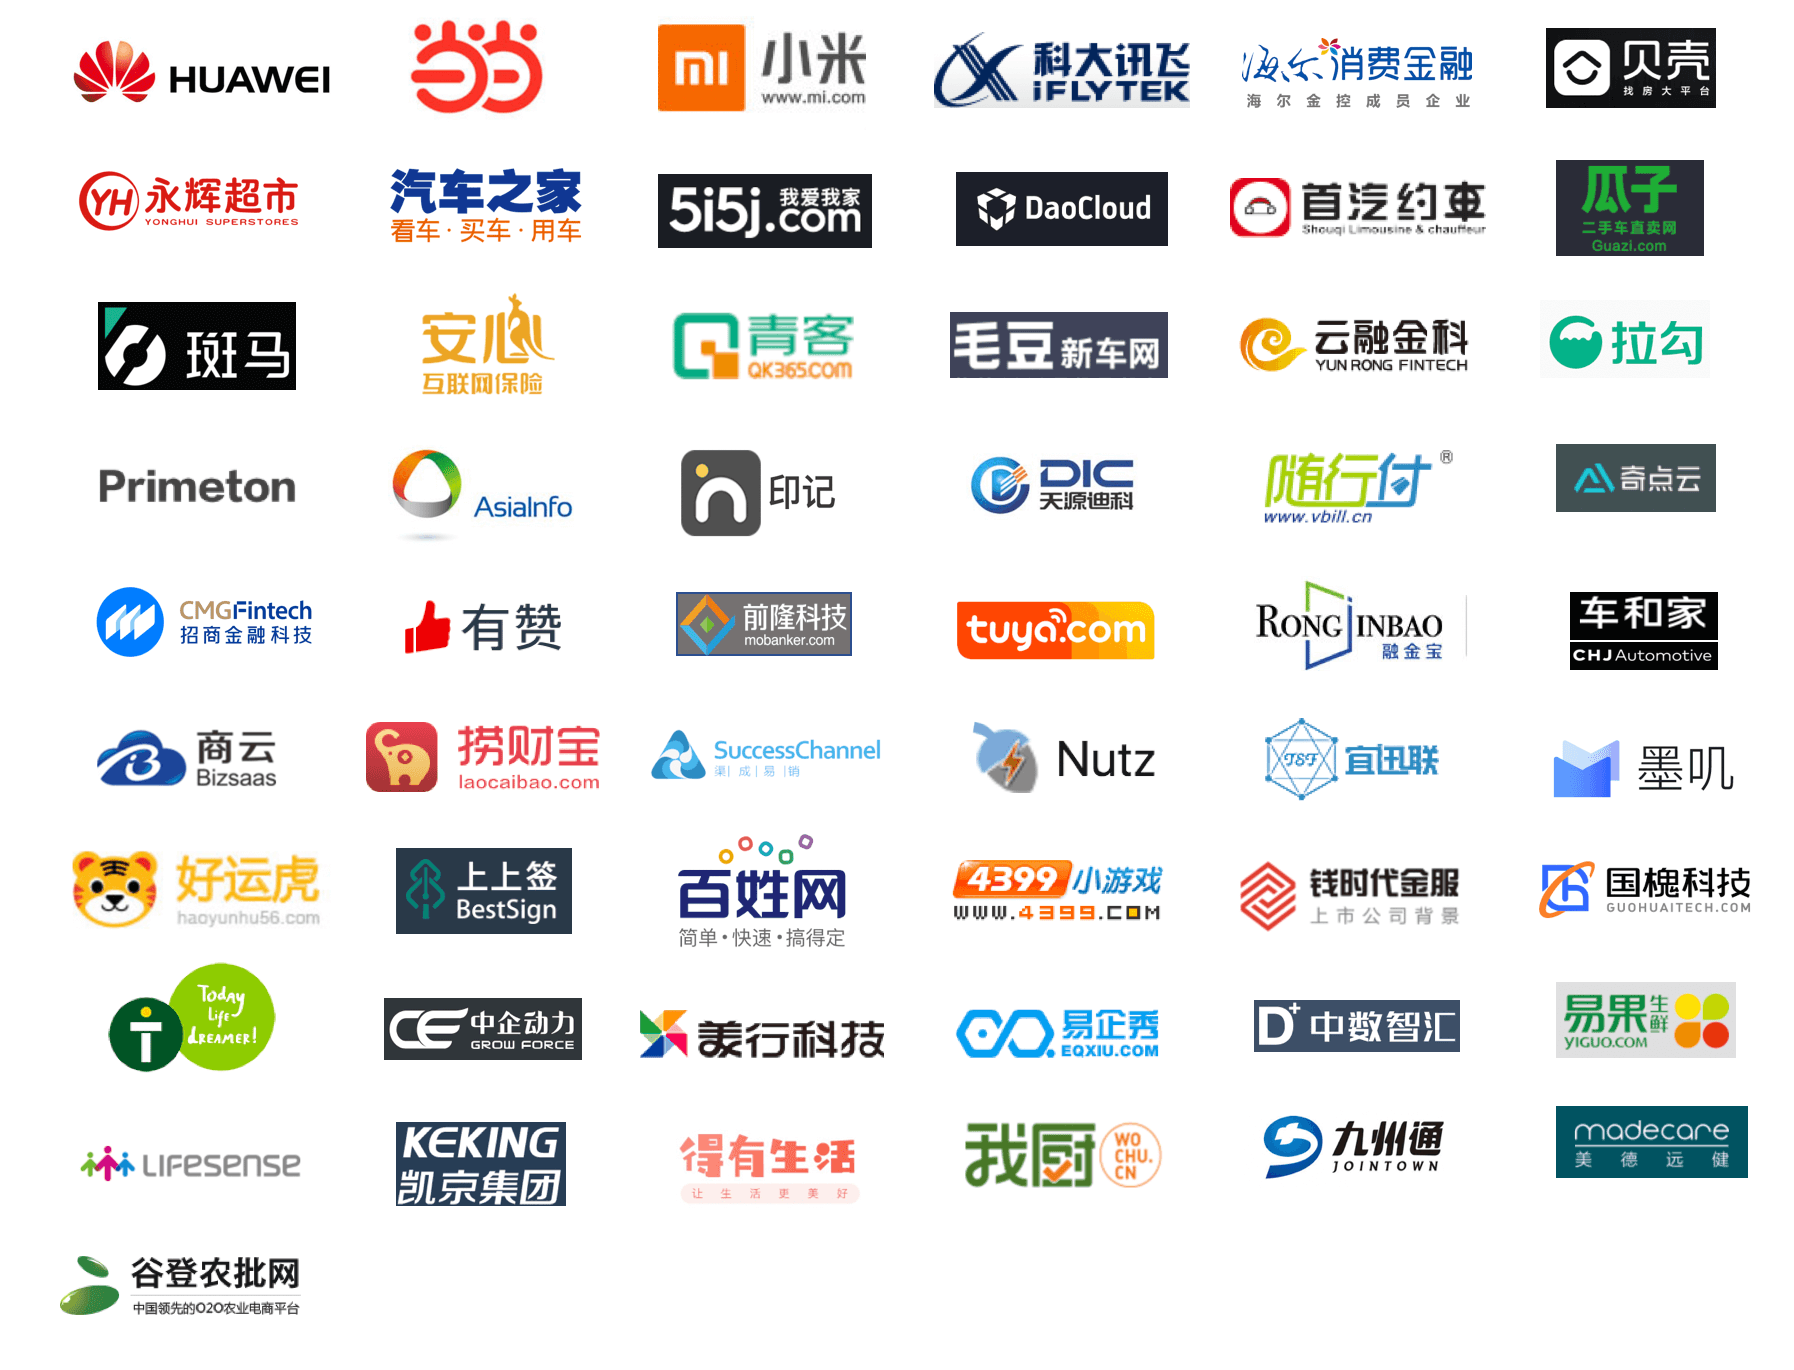 HUAWEI
当当
mi 小米
www.mi.com
科大讯飞
iFLYTEK
海尔消费金融
海尔金控成员企业
贝壳
找房大平台
YH 永辉超市
YONGHUI SUPERSTORES
汽车之家
看车·买车·用车
5i5j.com 我爱我家
DaoCloud
首汽约車
Shouqi Limousine & chauffeur
瓜子
二手车直卖网
Guazi.com
斑马
安心
互联网保险
青客
QK365.COM
毛豆新车网
云融金科
YUN RONG FINTECH
拉勾
Primeton
AsiaInfo
印记
DIC
天源迪科
随行付®
www.vbill.cn
奇点云
CMGFintech
招商金融科技
有赞
前隆科技
mobanker.com
tuya.com
RONGJINBAO
融金宝
车和家
CHJ Automotive
商云
Bizsaas
捞财宝
laocaibao.com
SuccessChannel
渠|成|易|销
Nutz
TSF 宜迅联
墨叽
好运虎
haoyunhu56.com
上上签
BestSign
百姓网
简单·快速·搞得定
4399小游戏
WWW.4399.COM
钱时代金服
上市公司背景
国槐科技
GUOHUAITECH.COM
Today
life
dreamer!
CE 中企动力
GROW FORCE
美行科技
易企秀
EQXIU.COM
D+ 中数智汇
易果生鲜
YIGUO.COM
LIFESENSE
KEKING
凯京集团
得有生活
让生活更美好
我厨 WO
CHU.
CN
九州通
JOINTOWN
madecare
美德远健
谷登农批网
中国领先的O2O农业电商平台